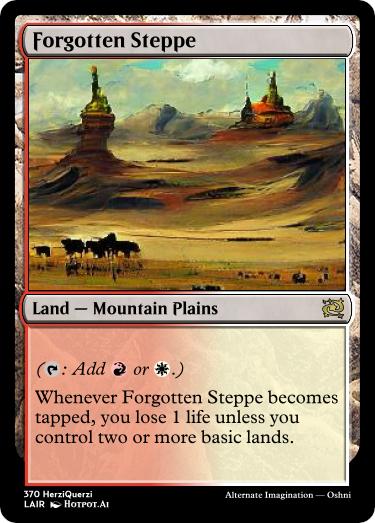 Forgotten Steppe
Land — Mountain Plains
(: Add or .)
Whenever Forgotten Steppe becomes
tapped, you lose 1 life unless you
control two or more basic lands.
370 HerziQuerzi
LAIR Hotpot.Ai
Alternate Imagination — Oshni